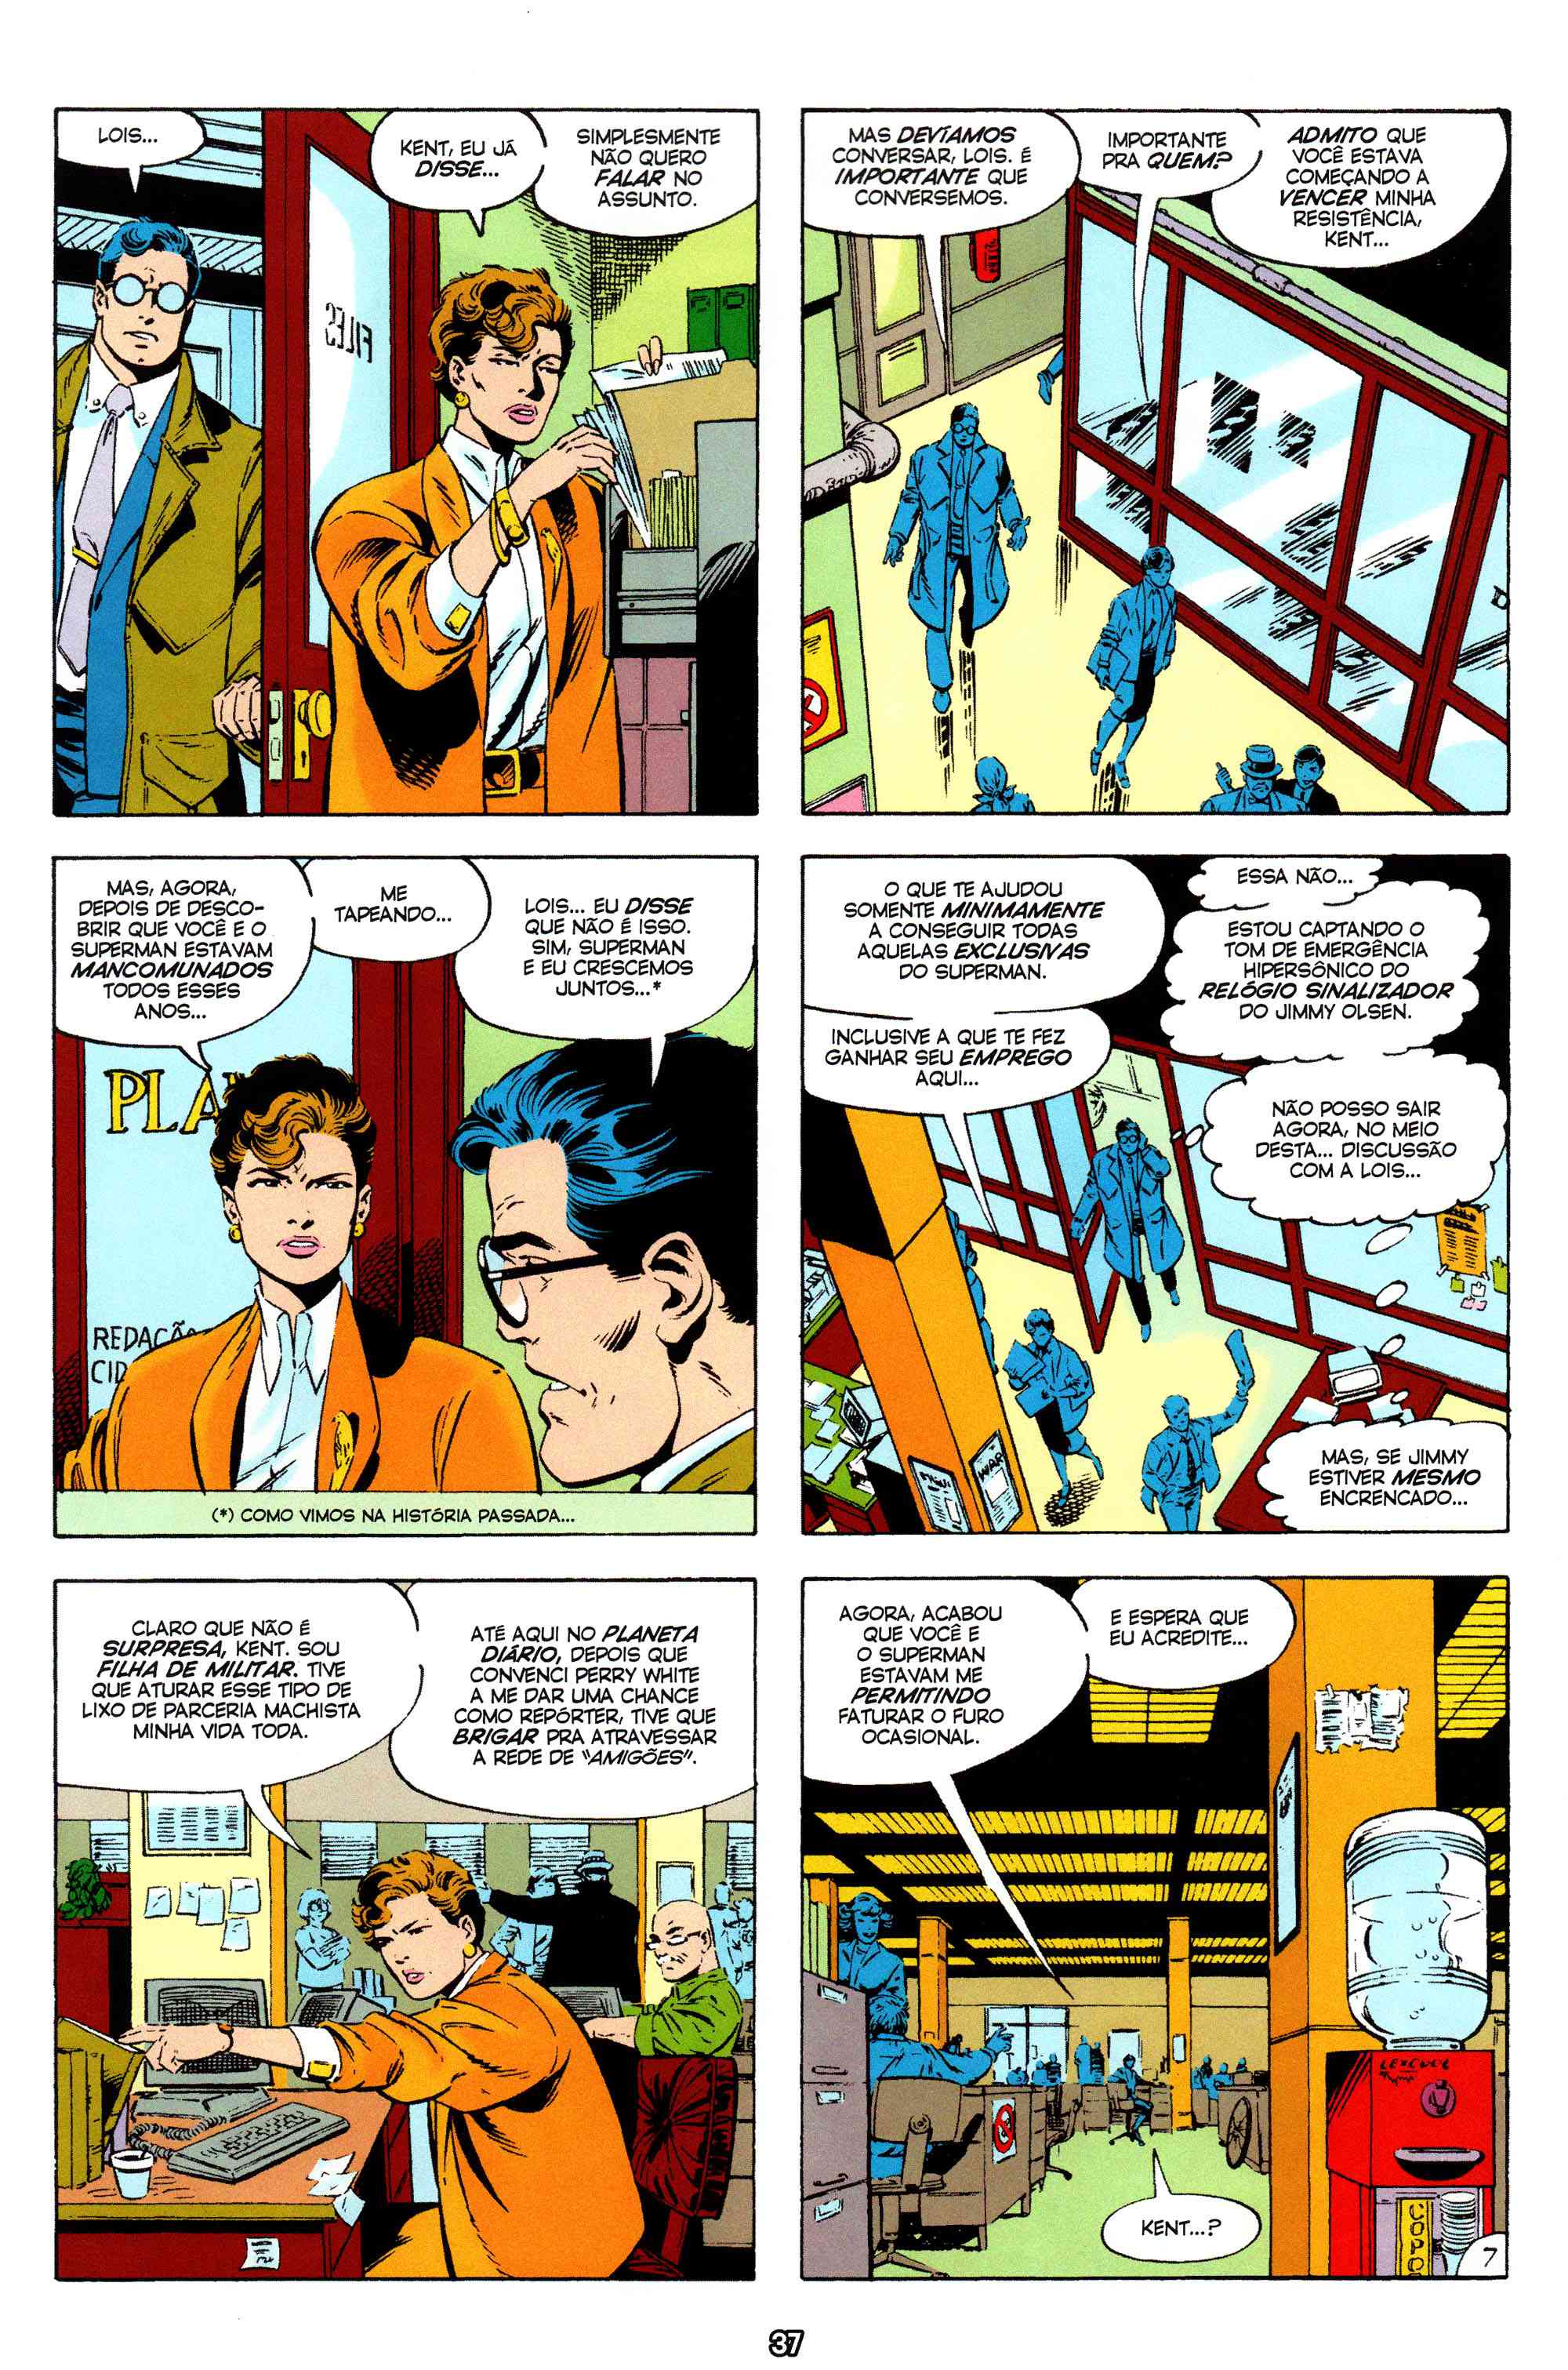 LOIS...
KENT, EU JÁ
DISSE...
SIMPLESMENTE
NÃO QUERO
FALAR NO
ASSUNTO.
FILES
MAS DEVÍAMOS
CONVERSAR, LOIS. É
IMPORTANTE QUE
CONVERSEMOS.
IMPORTANTE
PRA QUEM?
ADMITO QUE
VOCÊ ESTAVA
COMEÇANDO A
VENCER MINHA
RESISTÊNCIA,
KENT...
MAS, AGORA,
DEPOIS DE DESCO-
BRIR QUE VOCÊ E O
SUPERMAN ESTAVAM
MANCOMUNADOS
TODOS ESSES
ANOS...
ME
TAPEANDO...
LOIS... EU DISSE
QUE NÃO É ISSO.
SIM, SUPERMAN
E EU CRESCEMOS
JUNTOS...*
PLA
REDAÇÃO
CID
(*) COMO VIMOS NA HISTÓRIA PASSADA...
O QUE TE AJUDOU
SOMENTE MINIMAMENTE
A CONSEGUIR TODAS
AQUELAS EXCLUSIVAS
DO SUPERMAN.
INCLUSIVE A QUE TE FEZ
GANHAR SEU EMPREGO
AQUI...
ESSA NÃO...
ESTOU CAPTANDO O
TOM DE EMERGÊNCIA
HIPERSÔNICO DO
RELÓGIO SINALIZADOR
DO JIMMY OLSEN.
NÃO POSSO SAIR
AGORA, NO MEIO
DESTA... DISCUSSÃO
COM A LOIS...
MAS, SE JIMMY
ESTIVER MESMO
ENCRENCADO...
WAR
CLARO QUE NÃO É
SURPRESA, KENT. SOU
FILHA DE MILITAR. TIVE
QUE ATURAR ESSE TIPO DE
LIXO DE PARCERIA MACHISTA
MINHA VIDA TODA.
ATÉ AQUI NO PLANETA
DIÁRIO, DEPOIS QUE
CONVENCI PERRY WHITE
A ME DAR UMA CHANCE
COMO REPÓRTER, TIVE QUE
BRIGAR PRA ATRAVESSAR
A REDE DE "AMIGÕES".
AGORA, ACABOU
QUE VOCÊ E
O SUPERMAN
ESTAVAM ME
PERMITINDO
FATURAR O FURO
OCASIONAL.
E ESPERA QUE
EU ACREDITE...
KENT...?
COPOS
7
37